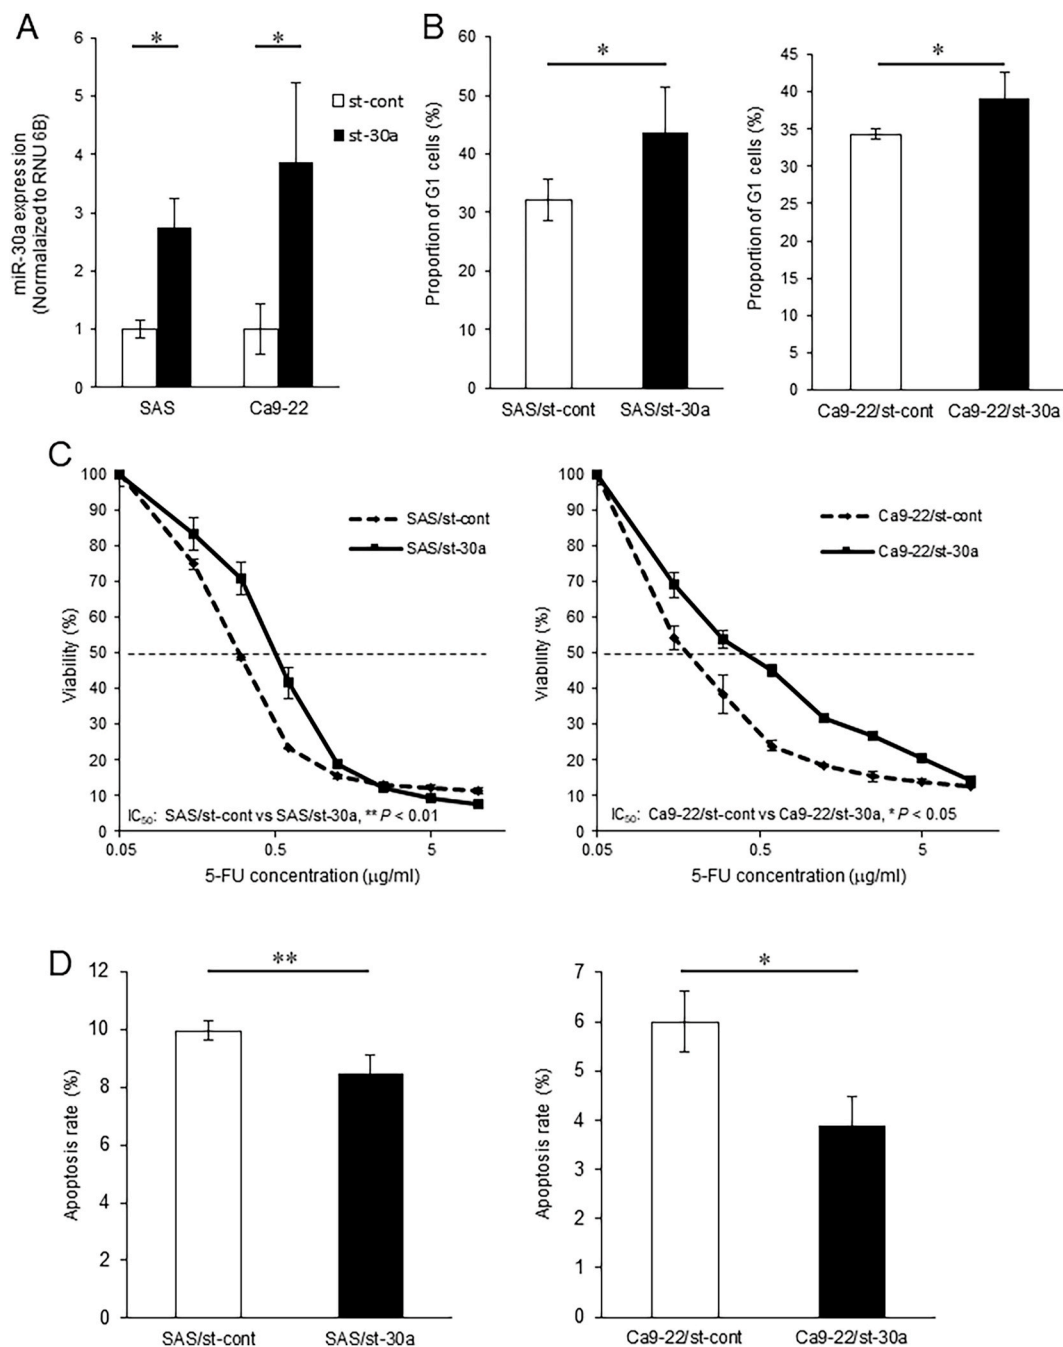 A
6
5
4
3
2
1
0
miR-30a expression
(Normalaized to RNU 6B)
*
*
st-cont
st-30a
SAS
Ca9-22
B
60
50
40
30
20
10
0
Proportion of G1 cells (%)
*
SAS/st-cont
SAS/st-30a
45
40
35
30
25
20
15
10
5
0
Proportion of G1 cells (%)
*
Ca9-22/st-cont
Ca9-22/st-30a
C
100
90
80
70
60
50
40
30
20
10
0
Viability (%)
SAS/st-cont
SAS/st-30a
IC₅₀: SAS/st-cont vs SAS/st-30a, ** P < 0.01
0.05
0.5
5
5-FU concentration (μg/ml)
100
90
80
70
60
50
40
30
20
10
0
Viability (%)
Ca9-22/st-cont
Ca9-22/st-30a
IC₅₀: Ca9-22/st-cont vs Ca9-22/st-30a, * P < 0.05
0.05
0.5
5
5-FU concentration (μg/ml)
D
12
10
8
6
4
2
0
Apoptosis rate (%)
**
SAS/st-cont
SAS/st-30a
7
6
5
4
3
2
1
0
Apoptosis rate (%)
*
Ca9-22/st-cont
Ca9-22/st-30a